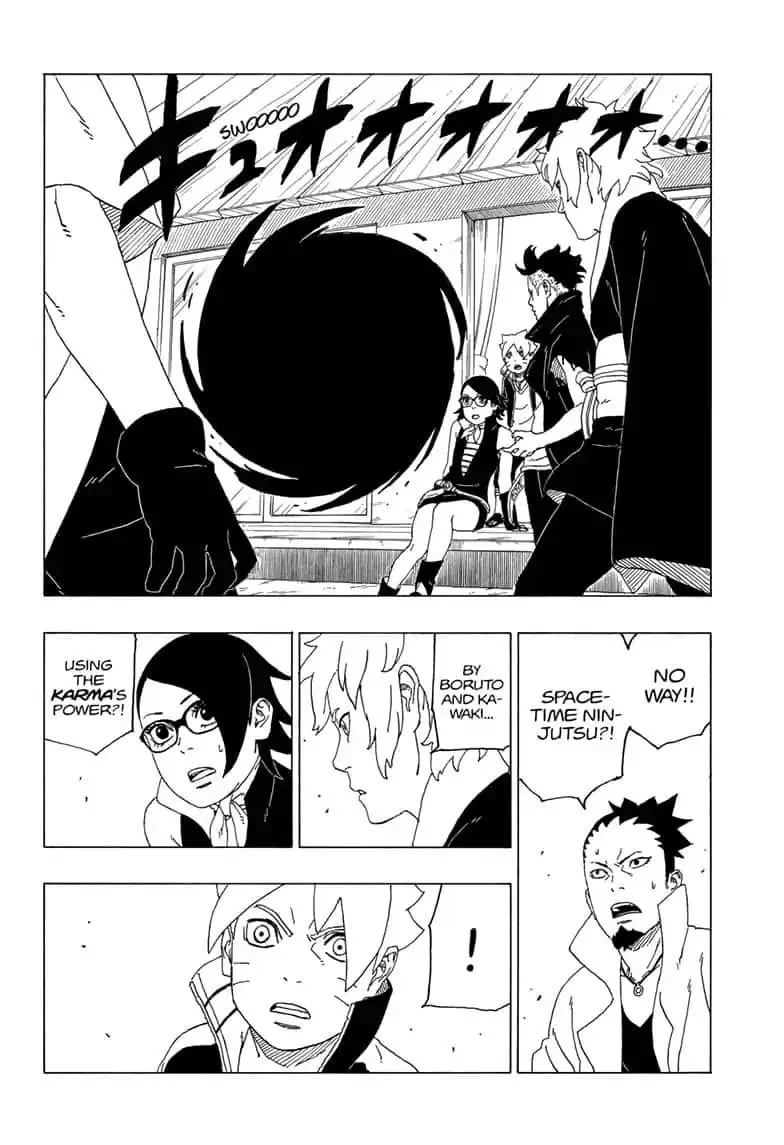 キュオオオオオ・・・・
SWOOOOO
NO
WAY!!
SPACE-
TIME NIN-
JUTSU?!
BY
BORUTO
AND KA-
WAKI...
USING
THE
KARMA'S
POWER?!
!